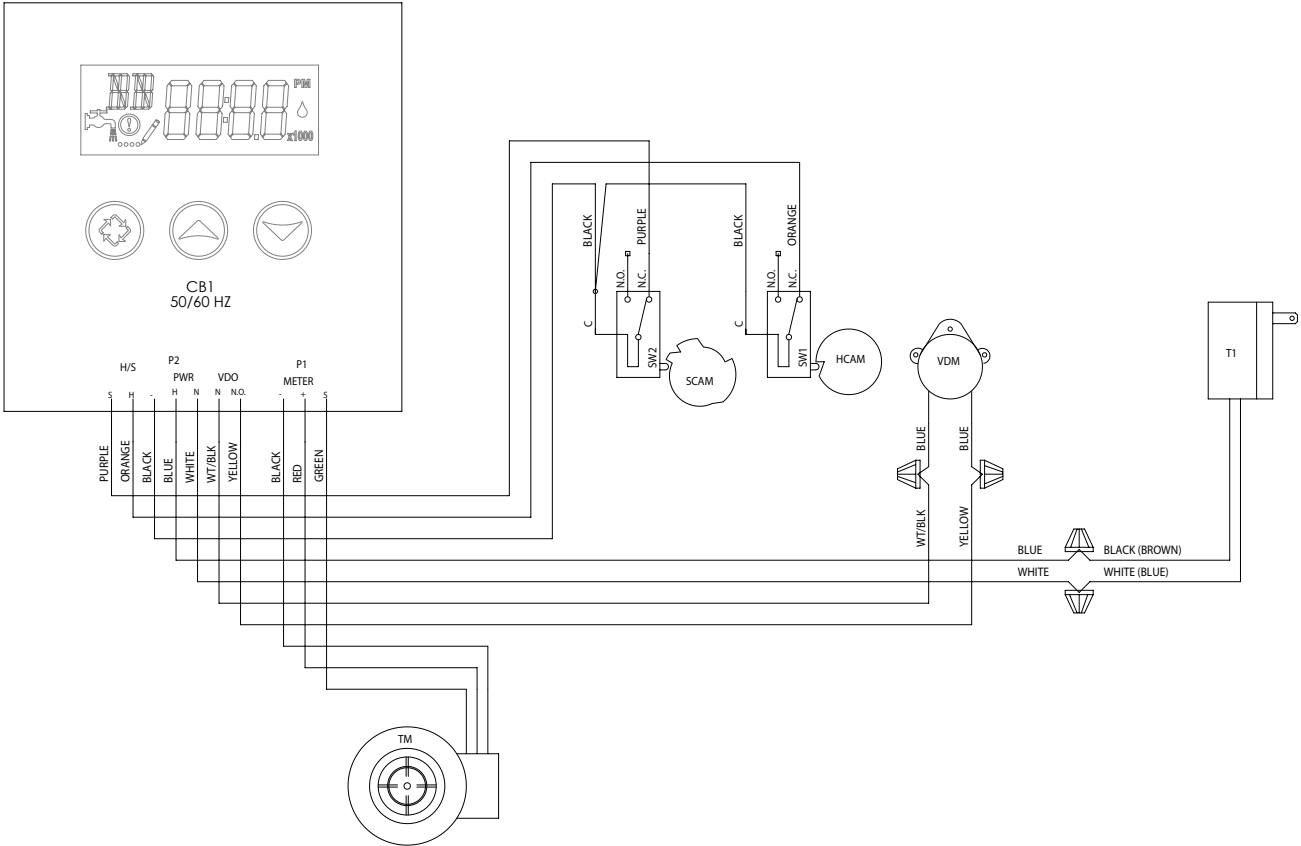 PM
x1000
CB1
50/60 HZ
H/S
P2
PWR
VDO
P1
METER
S
H
-
H
N
N
N.O.
-
+
S
PURPLE
ORANGE
BLACK
BLUE
WHITE
WT/BLK
YELLOW
BLACK
RED
GREEN
BLACK
PURPLE
N.O.
N.C.
C
SW2
SCAM
BLACK
ORANGE
N.O.
N.C.
C
SW1
HCAM
VDM
BLUE
BLUE
WT/BLK
YELLOW
T1
BLUE
BLACK (BROWN)
WHITE
WHITE (BLUE)
TM